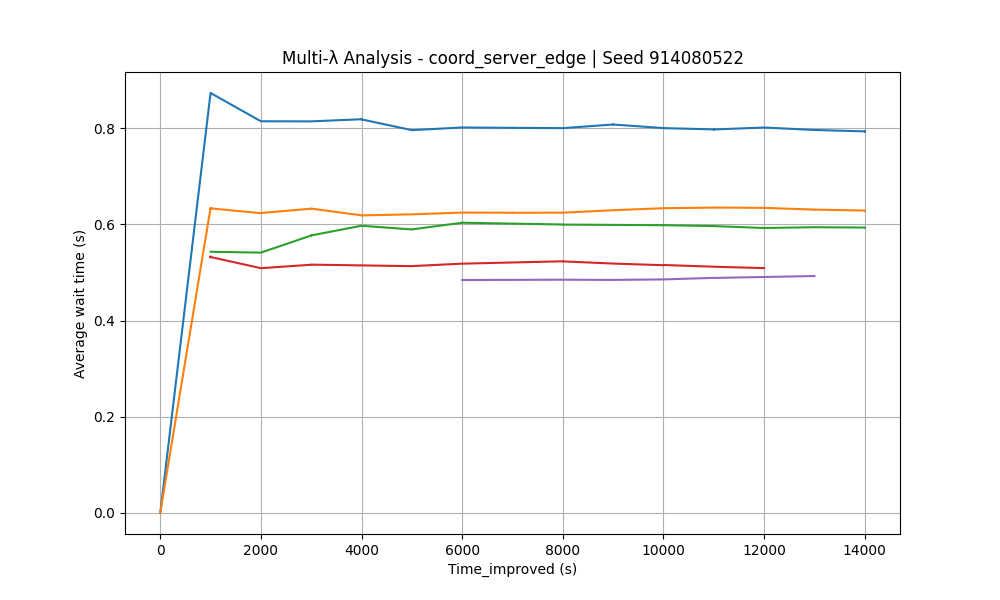 Multi-λ Analysis - coord_server_edge | Seed 914080522
Average wait time (s)
0.8
0.6
0.4
0.2
0.0
0 2000 4000 6000 8000 10000 12000 14000
Time_improved (s)